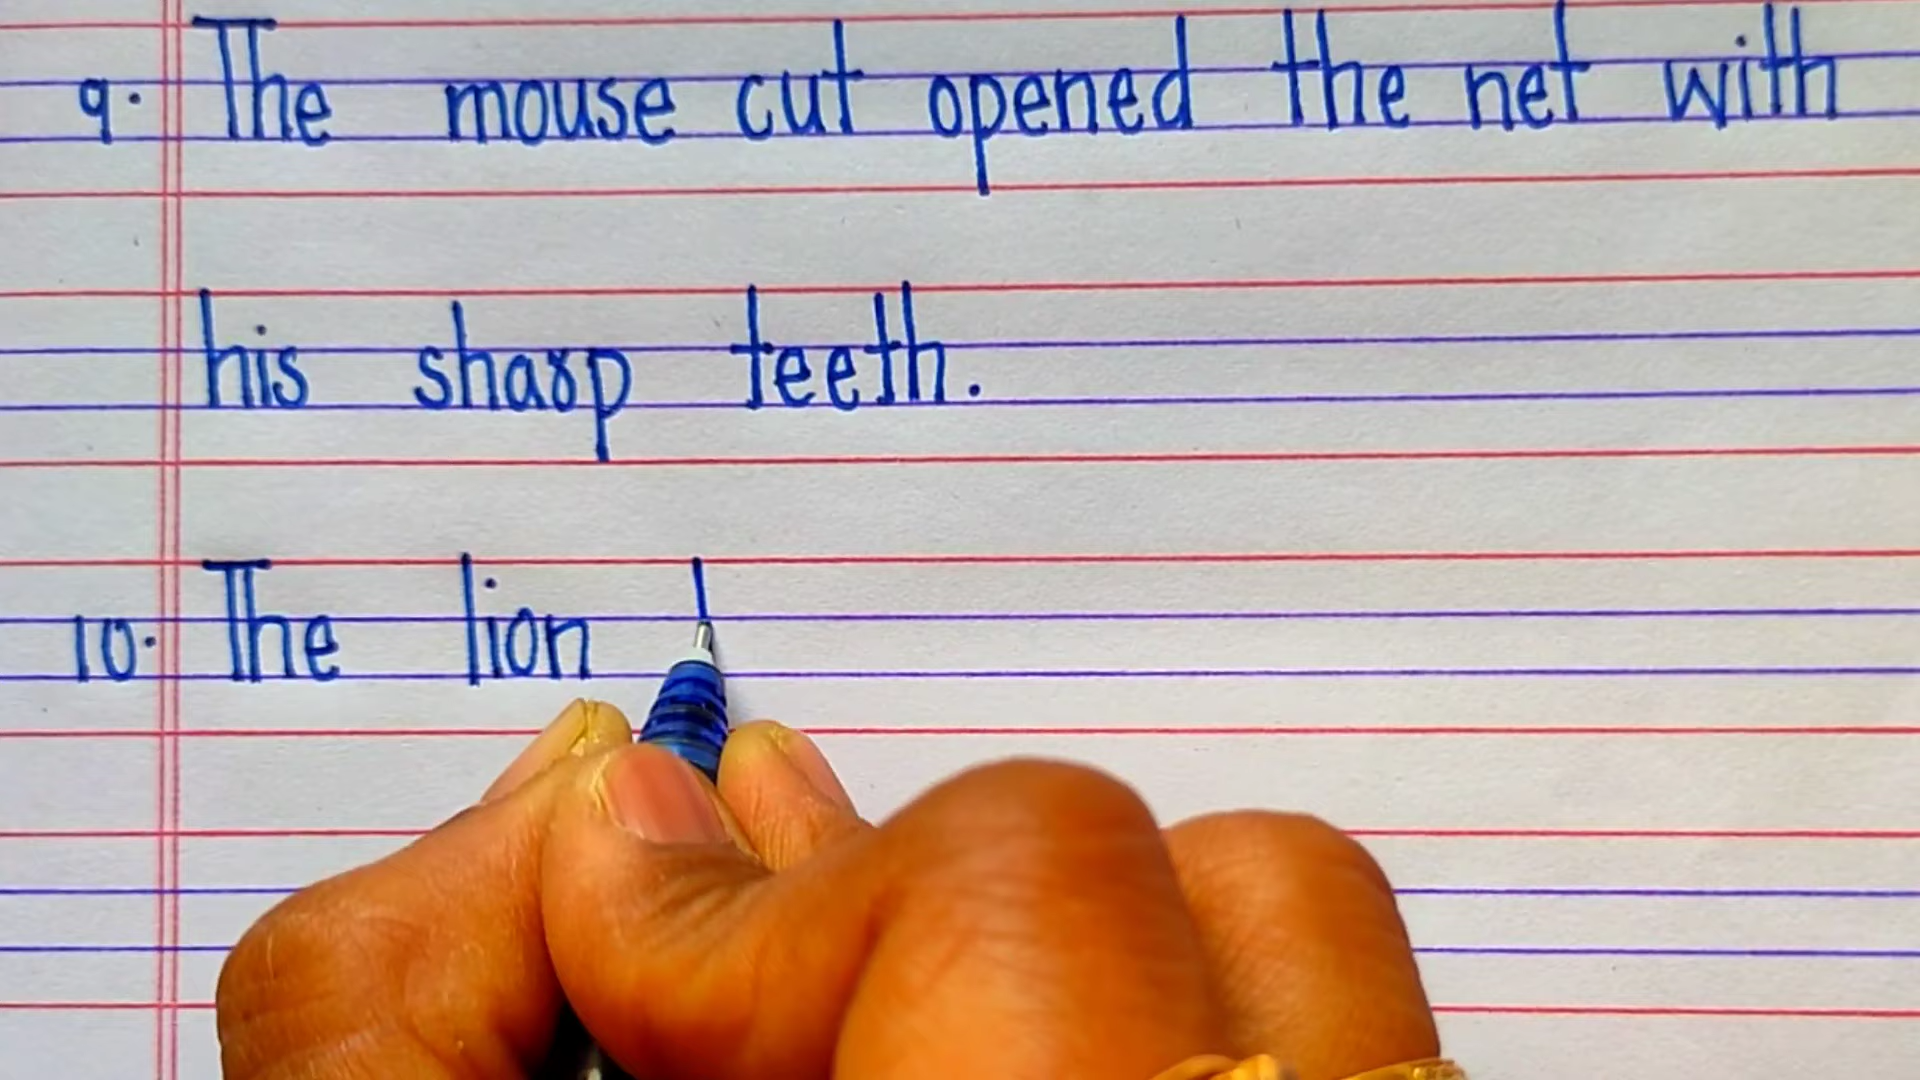 9. The mouse cut opened the net with
his sharp teeth.
10. The lion